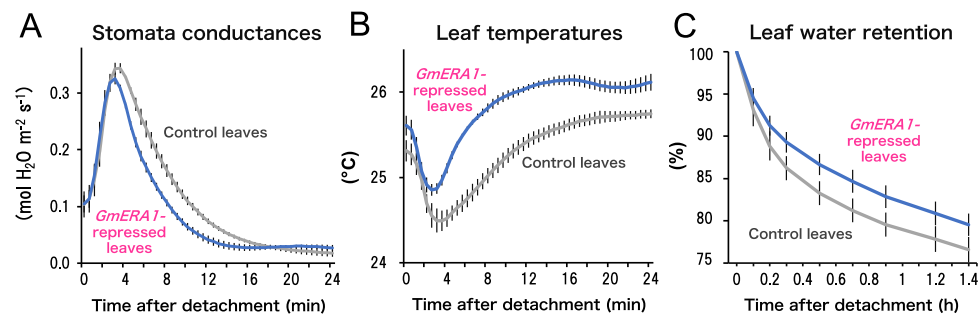 A
Stomata conductances
(mol H₂O m⁻² s⁻¹)
0.3
0.2
0.1
0.0
Control leaves
GmERA1-
repressed
leaves
0 4 8 12 16 20 24
Time after detachment (min)
B
Leaf temperatures
(°C)
26
25
24
GmERA1-
repressed
leaves
Control leaves
0 4 8 12 16 20 24
Time after detachment (min)
C
Leaf water retention
(%)
100
95
90
85
80
75
GmERA1-
repressed
leaves
Control leaves
0 0.2 0.4 0.6 0.8 1 1.2 1.4
Time after detachment (h)